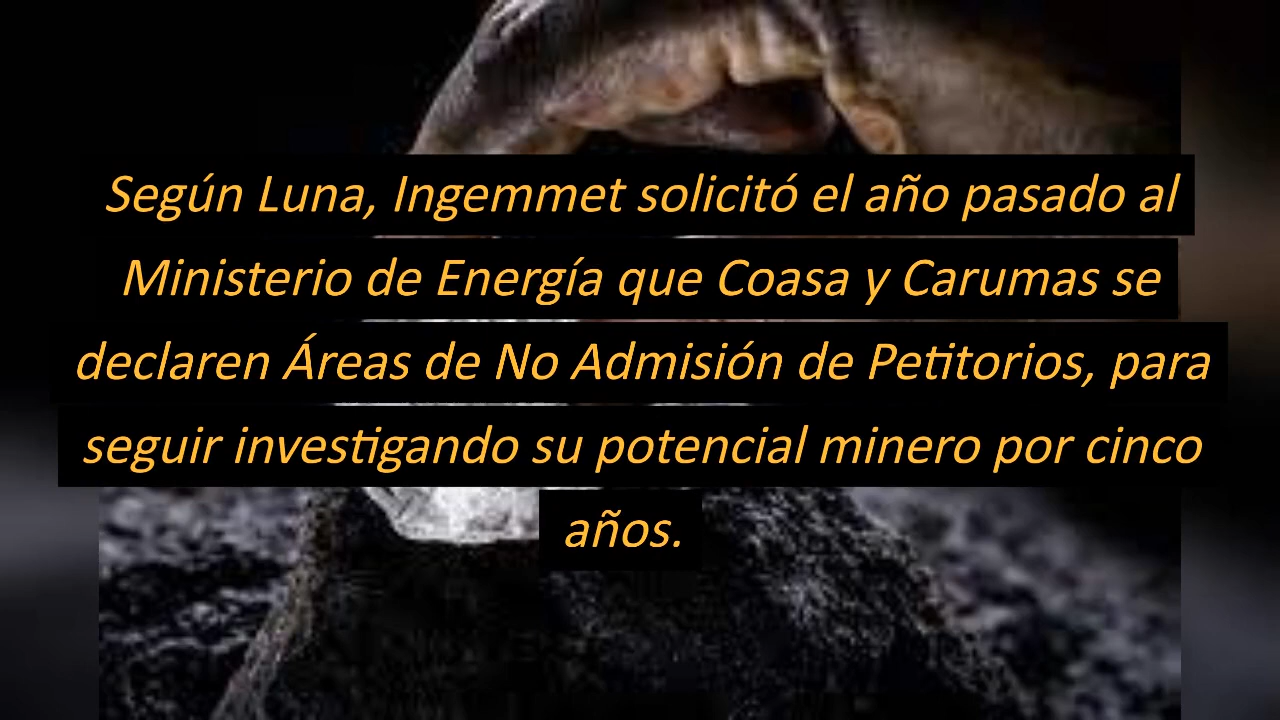 Según Luna, Ingemmet solicitó el año pasado al
Ministerio de Energía que Coasa y Carumas se
declaren Áreas de No Admisión de Petitorios, para
seguir investigando su potencial minero por cinco
años.